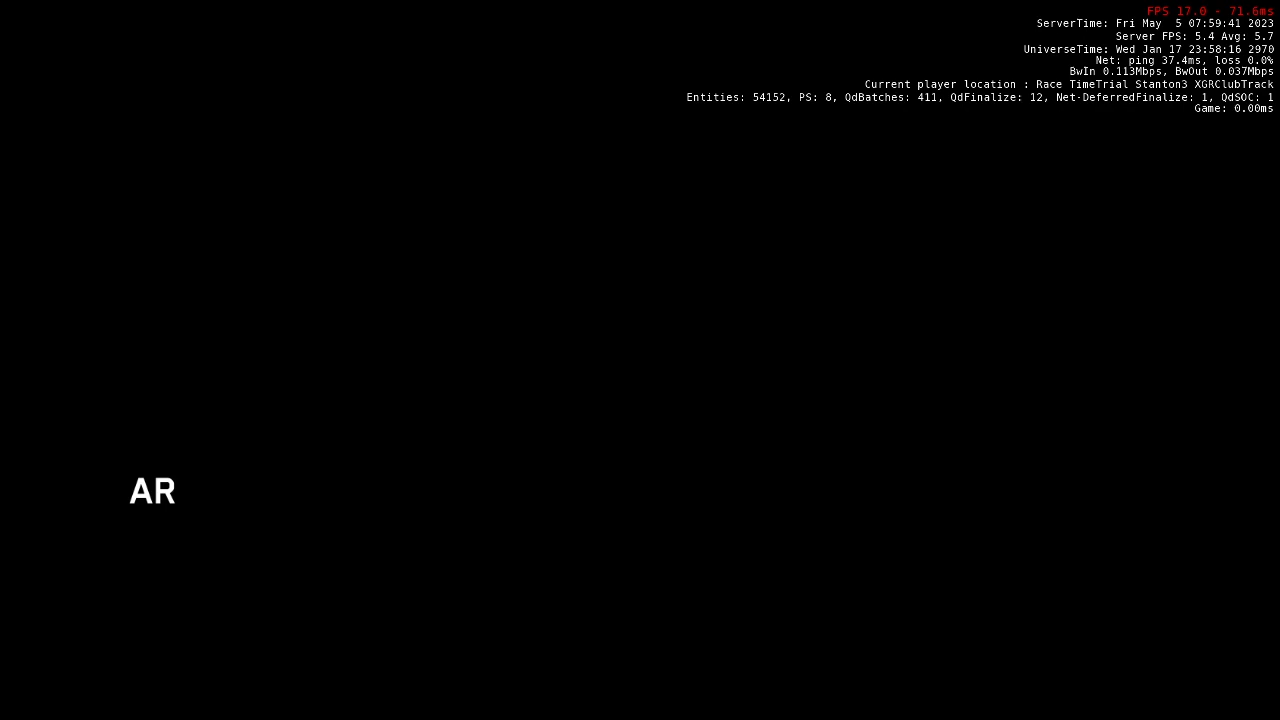 FPS 17.0 - 71.6ms
ServerTime: Fri May  5 07:59:41 2023
Server FPS: 5.4 Avg: 5.7
UniverseTime: Wed Jan 17 23:58:16 2970
Net: ping 37.4ms, loss 0.0%
BwIn 0.113Mbps, BwOut 0.037Mbps
Current player location : Race TimeTrial Stanton3 XGRClubTrack
Entities: 54152, PS: 8, QdBatches: 411, QdFinalize: 12, Net-DeferredFinalize: 1, QdSOC: 1
Game: 0.00ms
AR